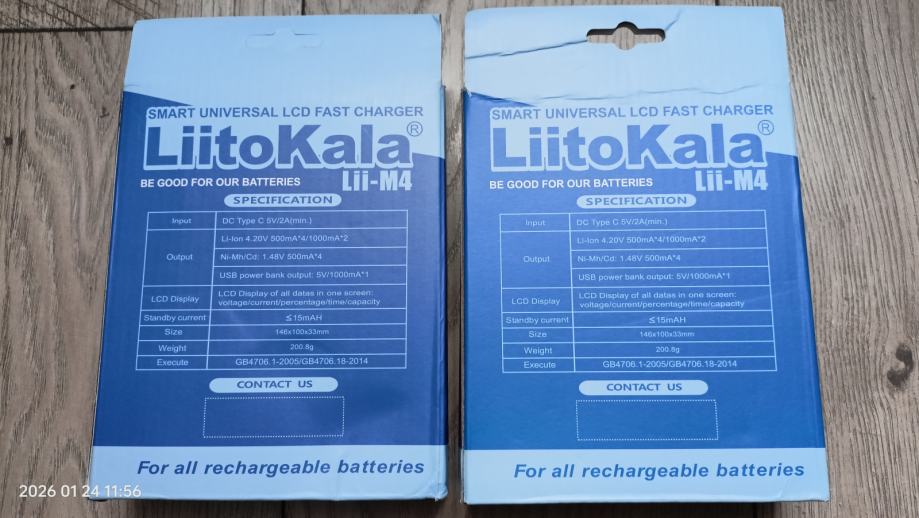 SMART UNIVERSAL LCD FAST CHARGER
LiitoKala®
BE GOOD FOR OUR BATTERIES Lii-M4
SPECIFICATION
Input DC Type C 5V/2A(min.)
Output Li-Ion 4.20V 500mA*4/1000mA*2
Ni-Mh/Cd: 1.48V 500mA*4
USB power bank output: 5V/1000mA*1
LCD Display LCD Display of all datas in one screen:
voltage/current/percentage/time/capacity
Standby current ≤15mAH
Size 146x100x33mm
Weight 200.8g
Execute GB4706.1-2005/GB4706.18-2014
CONTACT US
For all rechargeable batteries
SMART UNIVERSAL LCD FAST CHARGER
LiitoKala®
BE GOOD FOR OUR BATTERIES Lii-M4
SPECIFICATION
Input DC Type C 5V/2A(min.)
Output Li-Ion 4.20V 500mA*4/1000mA*2
Ni-Mh/Cd: 1.48V 500mA*4
USB power bank output: 5V/1000mA*1
LCD Display LCD Display of all datas in one screen:
voltage/current/percentage/time/capacity
Standby current ≤15mAH
Size 146x100x33mm
Weight 200.8g
Execute GB4706.1-2005/GB4706.18-2014
CONTACT US
For all rechargeable batteries
2026 01 24 11:56